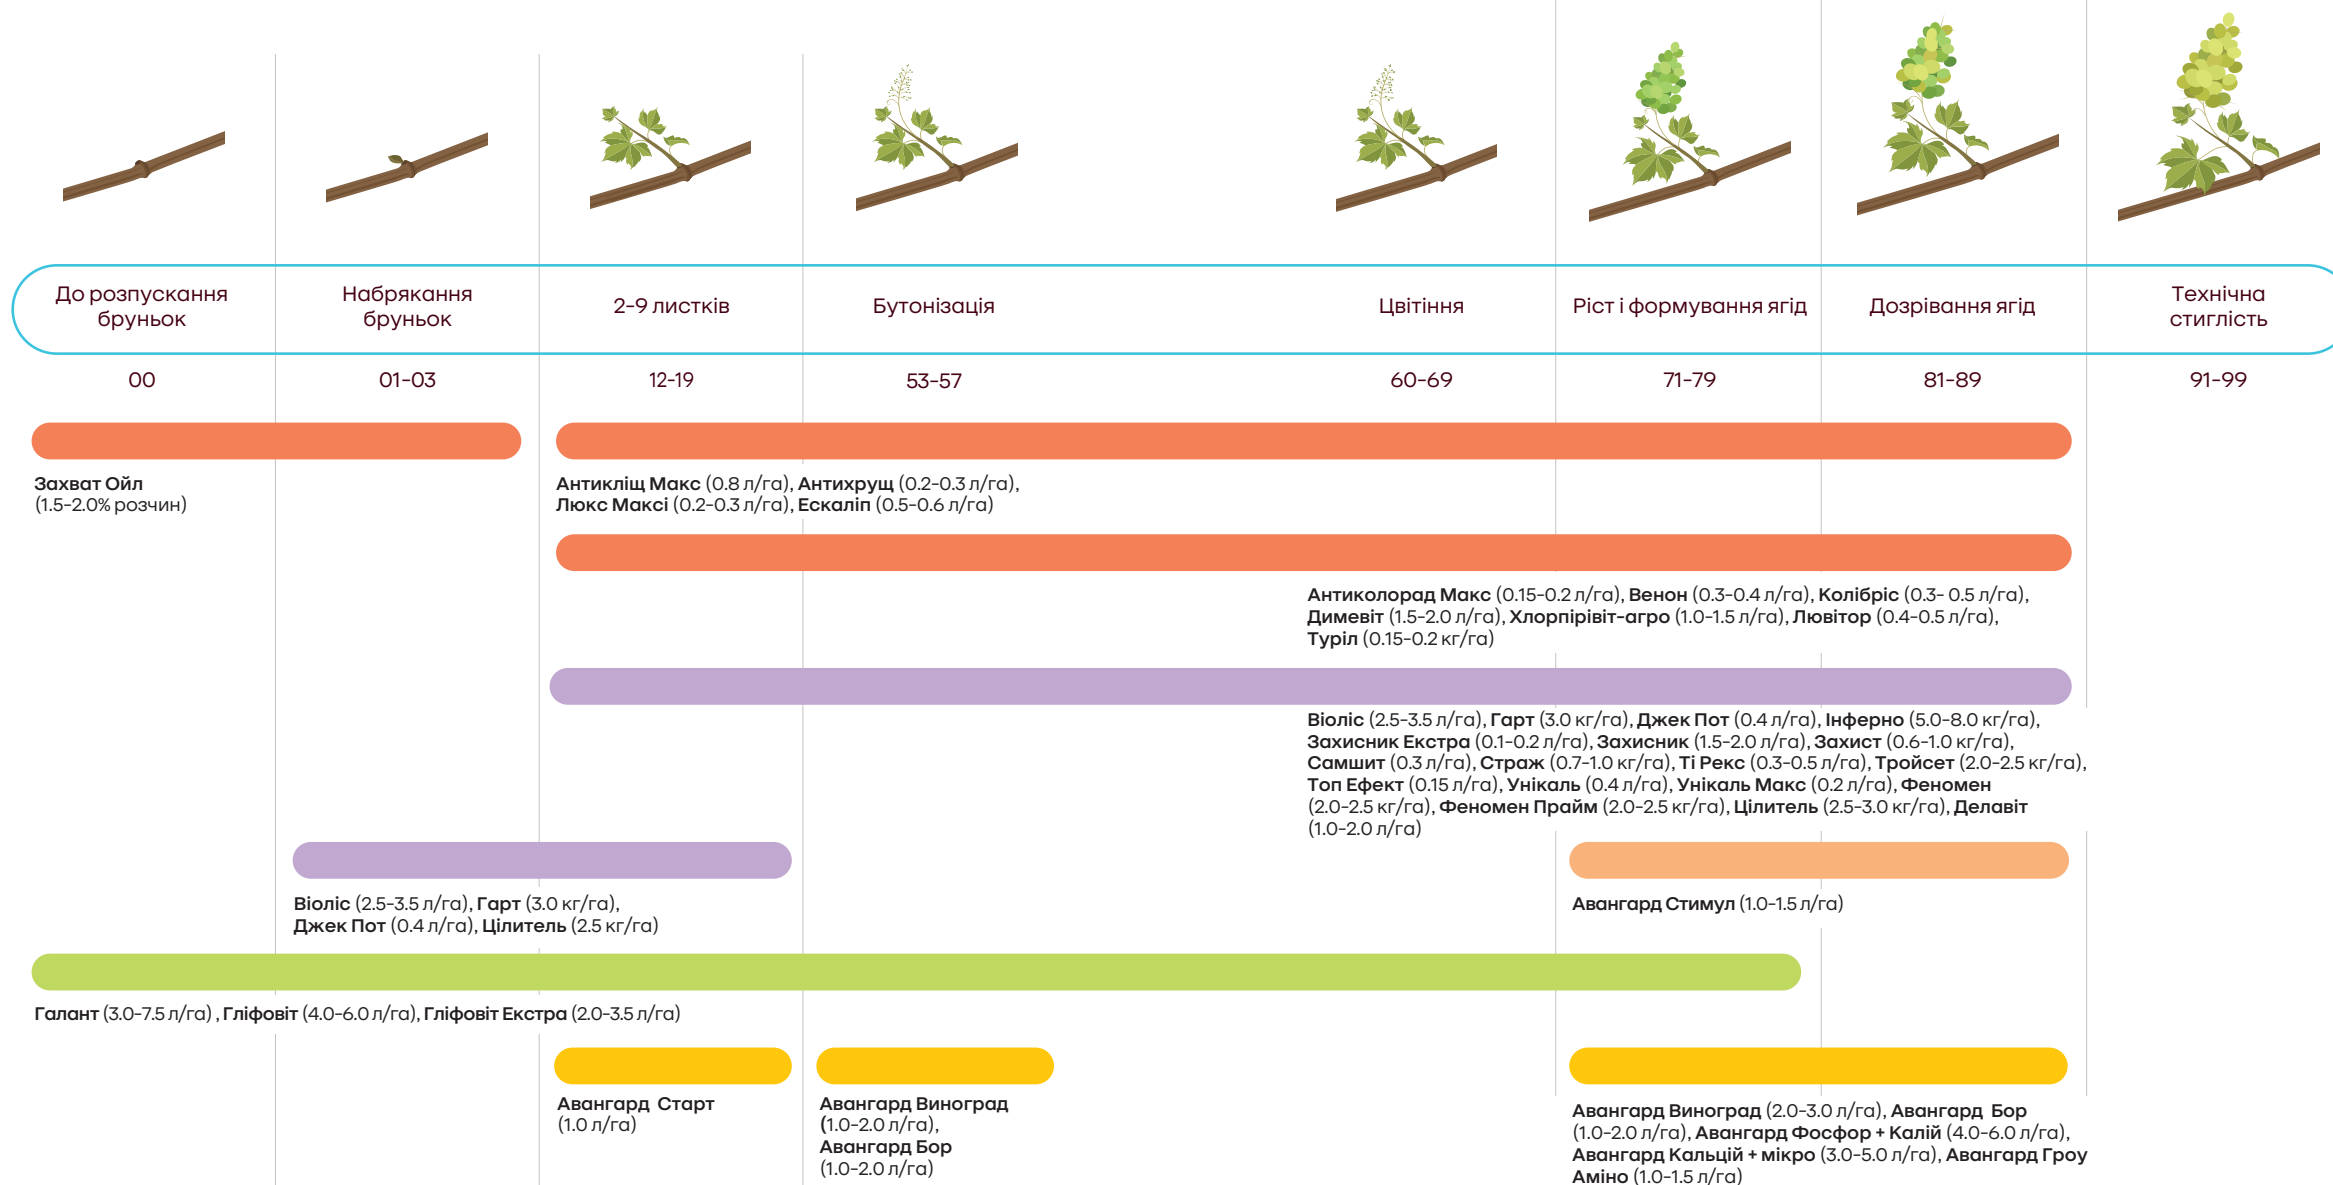 До розпускання
бруньок
Набрякання
бруньок
2-9 листків
Бутонізація
Цвітіння
Ріст і формування ягід
Дозрівання ягід
Технічна
стиглість
00
01-03
12-19
53-57
60-69
71-79
81-89
91-99
Захват Ойл
(1.5-2.0% розчин)
Антикліщ Макс (0.8 л/га), Антихрущ (0.2-0.3 л/га),
Люкс Максі (0.2-0.3 л/га), Ескаліп (0.5-0.6 л/га)
Антиколорад Макс (0.15-0.2 л/га), Венон (0.3-0.4 л/га), Колібріс (0.3- 0.5 л/га),
Димевіт (1.5-2.0 л/га), Хлорпірівіт-агро (1.0-1.5 л/га), Лювітор (0.4-0.5 л/га),
Туріл (0.15-0.2 кг/га)
Віоліс (2.5-3.5 л/га), Гарт (3.0 кг/га), Джек Пот (0.4 л/га), Інферно (5.0-8.0 кг/га),
Захисник Екстра (0.1-0.2 л/га), Захисник (1.5-2.0 л/га), Захист (0.6-1.0 кг/га),
Самшит (0.3 л/га), Страж (0.7-1.0 кг/га), Ті Рекс (0.3-0.5 л/га), Тройсет (2.0-2.5 кг/га),
Топ Ефект (0.15 л/га), Унікаль (0.4 л/га), Унікаль Макс (0.2 л/га), Феномен
(2.0-2.5 кг/га), Феномен Прайм (2.0-2.5 кг/га), Цілитель (2.5-3.0 кг/га), Делавіт
(1.0-2.0 л/га)
Віоліс (2.5-3.5 л/га), Гарт (3.0 кг/га),
Джек Пот (0.4 л/га), Цілитель (2.5 кг/га)
Авангард Стимул (1.0-1.5 л/га)
Галант (3.0-7.5 л/га) , Гліфовіт (4.0-6.0 л/га), Гліфовіт Екстра (2.0-3.5 л/га)
Авангард Старт
(1.0 л/га)
Авангард Виноград
(1.0-2.0 л/га),
Авангард Бор
(1.0-2.0 л/га)
Авангард Виноград (2.0-3.0 л/га), Авангард Бор
(1.0-2.0 л/га), Авангард Фосфор + Калій (4.0-6.0 л/га),
Авангард Кальцій + мікро (3.0-5.0 л/га), Авангард Гроу
Аміно (1.0-1.5 л/га)